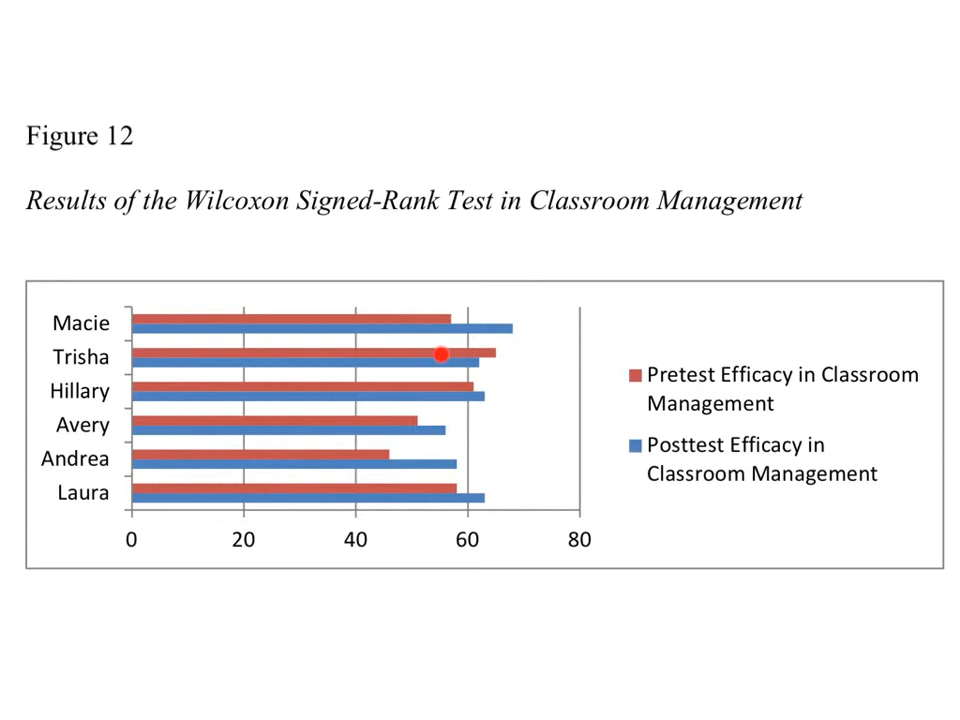 Figure 12
Results of the Wilcoxon Signed-Rank Test in Classroom Management
Macie
Trisha
Hillary
Avery
Andrea
Laura
0 20 40 60 80
Pretest Efficacy in Classroom
Management
Posttest Efficacy in
Classroom Management